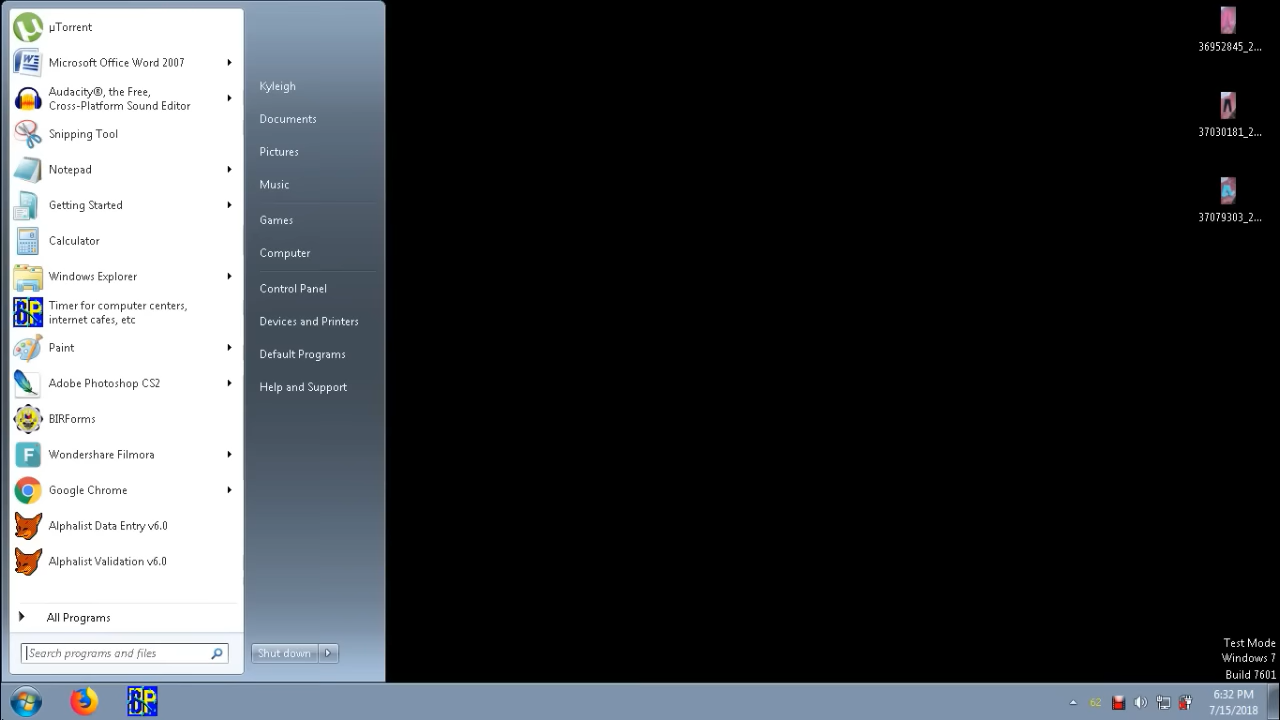 µTorrent
Microsoft Office Word 2007
Audacity®, the Free,
Cross-Platform Sound Editor
Snipping Tool
Notepad
Getting Started
Calculator
Windows Explorer
Timer for computer centers,
internet cafes, etc
Paint
Adobe Photoshop CS2
BIRForms
Wondershare Filmora
Google Chrome
Alphalist Data Entry v6.0
Alphalist Validation v6.0
All Programs
Search programs and files
Kyleigh
Documents
Pictures
Music
Games
Computer
Control Panel
Devices and Printers
Default Programs
Help and Support
Shut down
36952845_2...
37030181_2...
37079303_2...
Test Mode
Windows 7
Build 7601
62
6:32 PM
7/15/2018